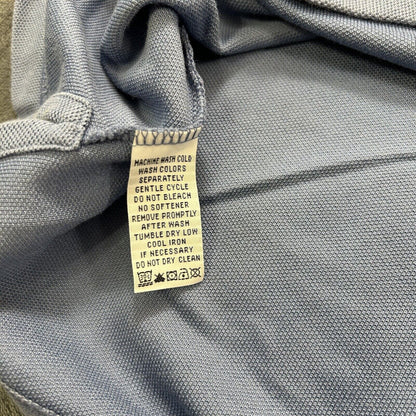 MACHINE WASH COLD
WASH COLORS
SEPARATELY
GENTLE CYCLE
DO NOT BLEACH
NO SOFTENER
REMOVE PROMPTLY
AFTER WASH
TUMBLE DRY LOW
COOL IRON
IF NECESSARY
DO NOT DRY CLEAN